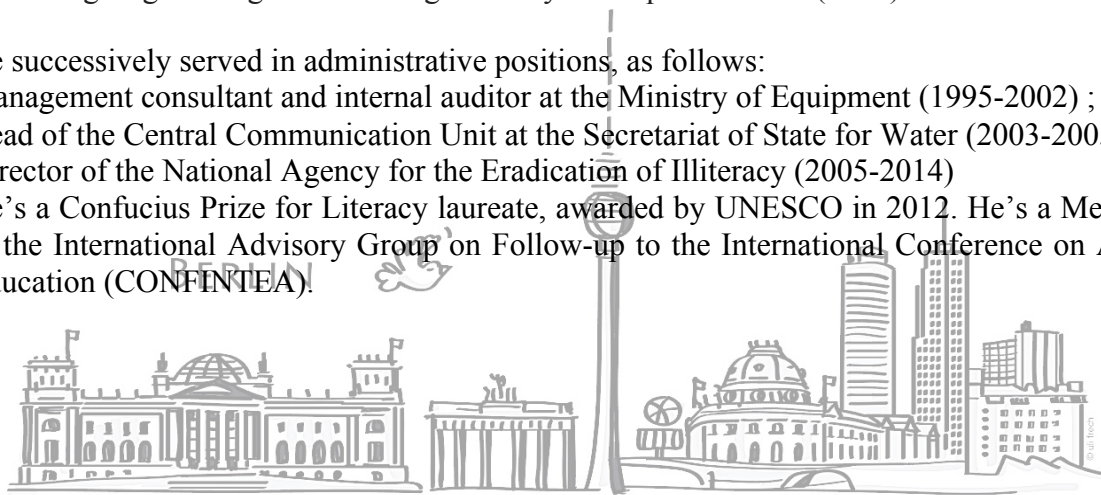 successively served in administrative positions, as follows:
anagement consultant and internal auditor at the Ministry of Equipment (1995-2002) ;
ead of the Central Communication Unit at the Secretariat of State for Water (2003-200
rector of the National Agency for the Eradication of Illiteracy (2005-2014)
e's a Confucius Prize for Literacy laureate, awarded by UNESCO in 2012. He's a Me
the International Advisory Group on Follow-up to the International Conference on A
ucation (CONFINTEA).
BERLIN